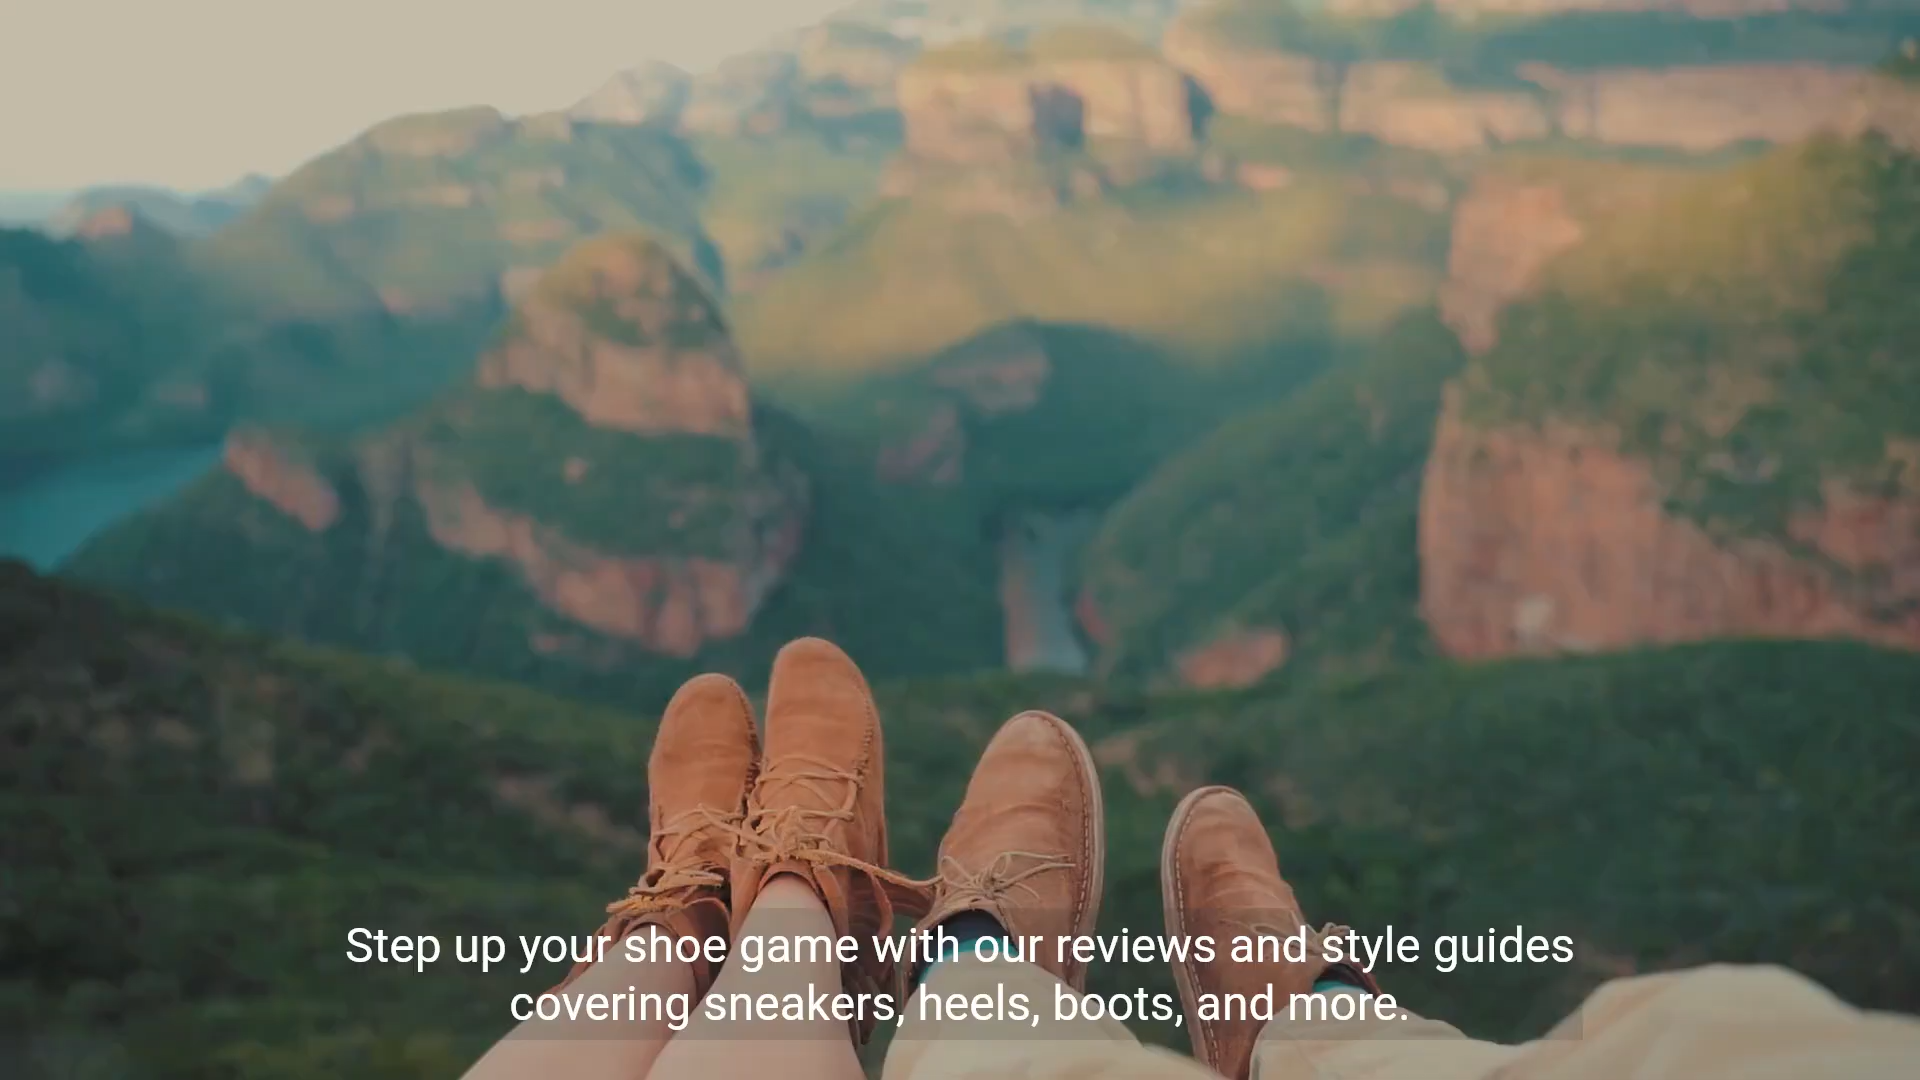 Step up your shoe game with our reviews and style guides
covering sneakers, heels, boots, and more.